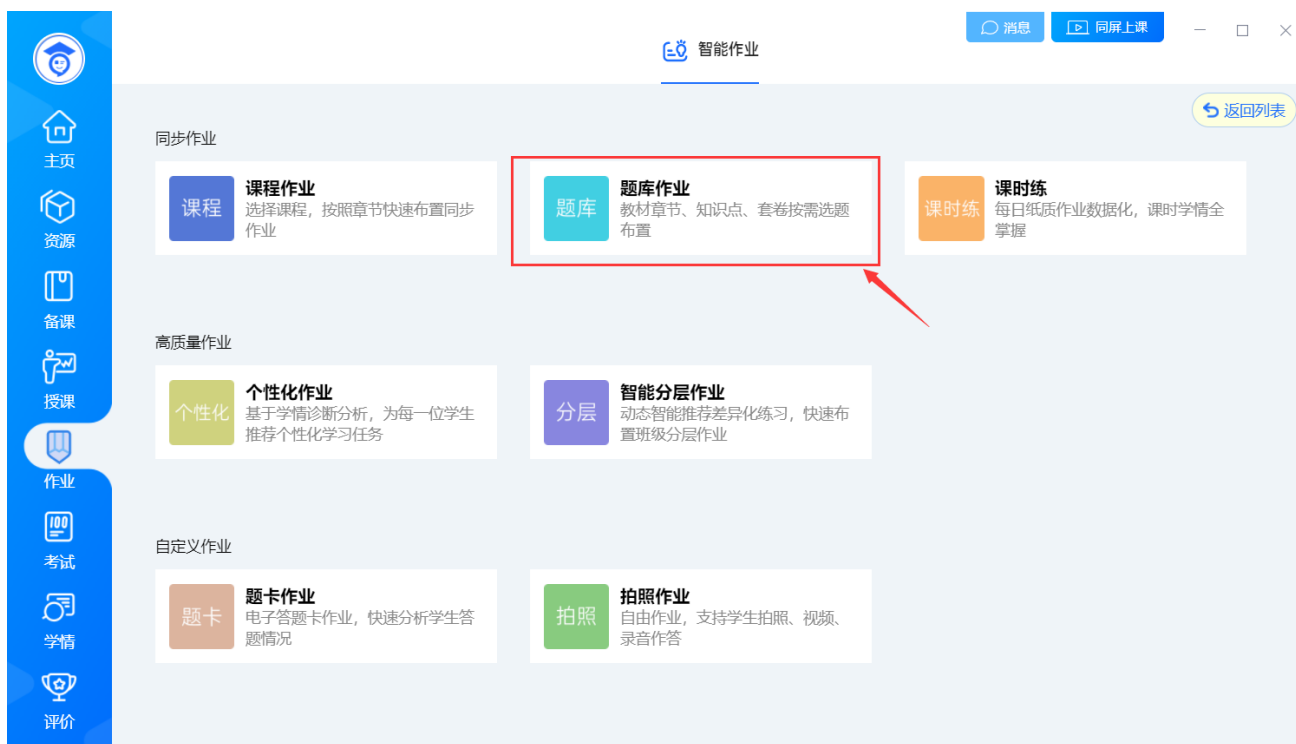 消息
同屏上课
智能作业
返回列表
主页
资源
备课
授课
作业
考试
学情
评价
同步作业
课程
课程作业
选择课程，按照章节快速布置同步
作业
题库
题库作业
教材章节、知识点、套卷按需选题
布置
课时练
课时练
每日纸质作业数据化，课时学情全
掌握
高质量作业
个性化
个性化作业
基于学情诊断分析，为每一位学生
推荐个性化学习任务
分层
智能分层作业
动态智能推荐差异化练习，快速布
置班级分层作业
自定义作业
题卡
题卡作业
电子答题卡作业，快速分析学生答
题情况
拍照
拍照作业
自由作业，支持学生拍照、视频、
录音作答
100